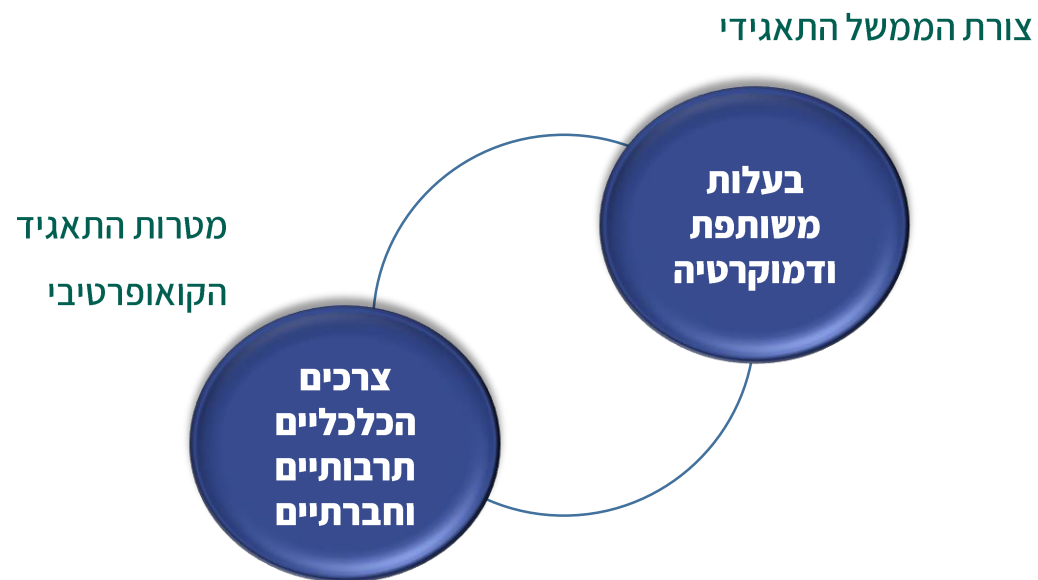 צורת הממשל התאגידי
בעלות
משותפת
ודמוקרטיה
מטרות התאגיד
הקואופרטיבי
צרכים
הכלכליים
תרבותיים
וחברתיים